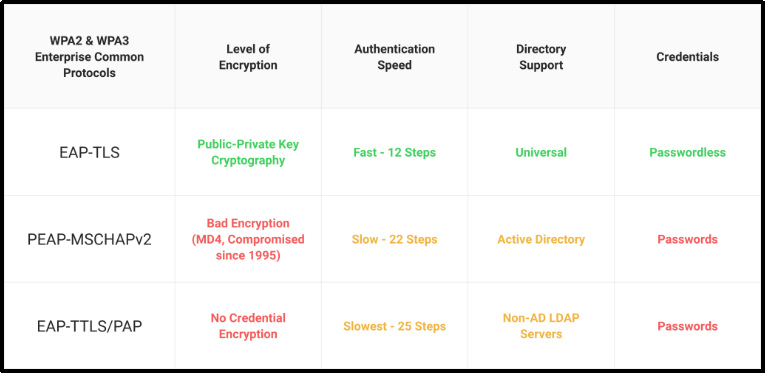 WPA2 & WPA3
Enterprise Common
Protocols
Level of
Encryption
Authentication
Speed
Directory
Support
Credentials
EAP-TLS
Public-Private Key
Cryptography
Fast - 12 Steps
Universal
Passwordless
PEAP-MSCHAPv2
Bad Encryption
(MD4, Compromised
since 1995)
Slow - 22 Steps
Active Directory
Passwords
EAP-TTLS/PAP
No Credential
Encryption
Slowest - 25 Steps
Non-AD LDAP
Servers
Passwords